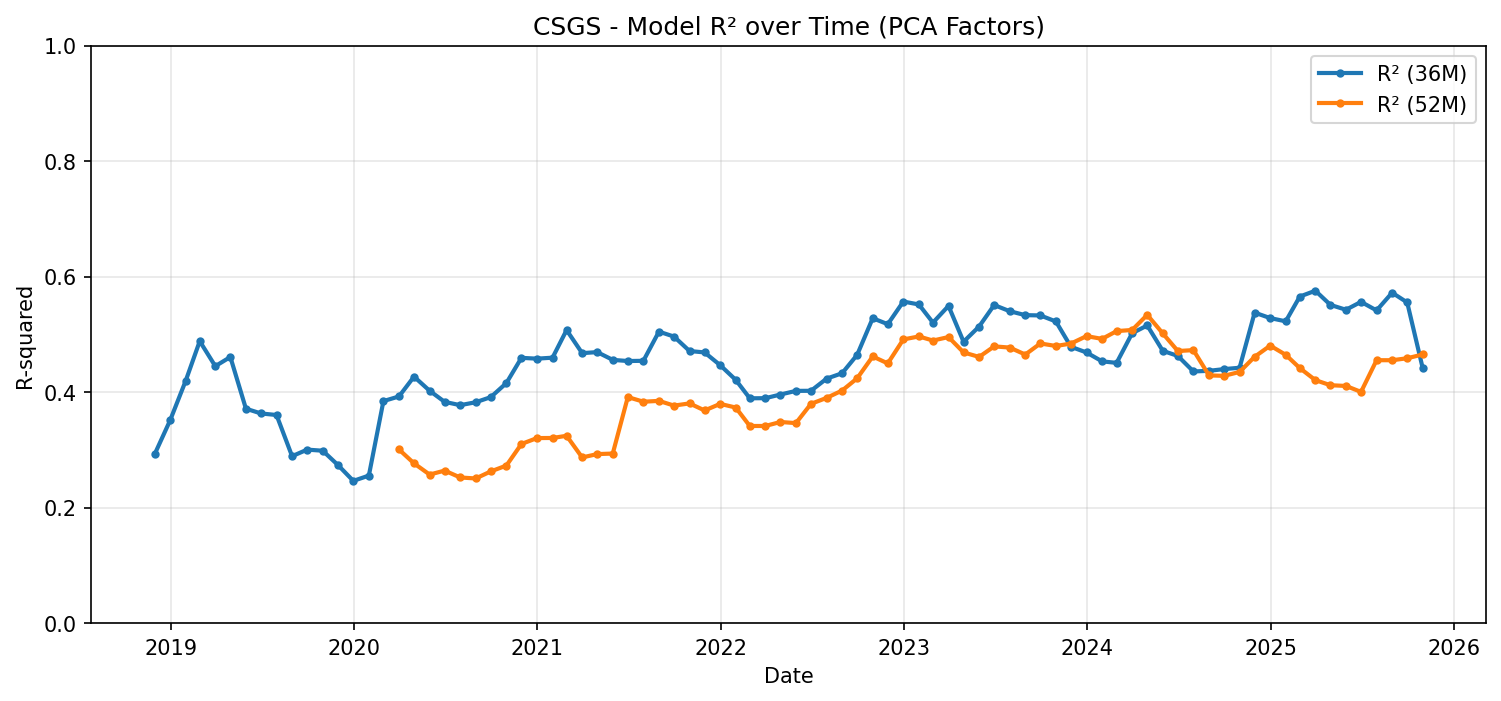 CSGS - Model R² over Time (PCA Factors)
R² (36M)
R² (52M)
1.0
0.8
0.6
0.4
0.2
0.0
R-squared
2019 2020 2021 2022 2023 2024 2025 2026
Date